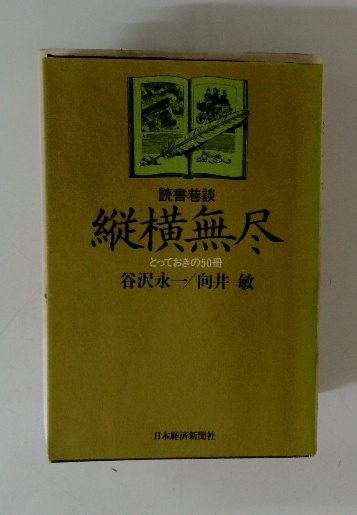 読書巷談
縦横無尽
とっておきの50冊
谷沢永一/向井 敏
日本経済新聞社